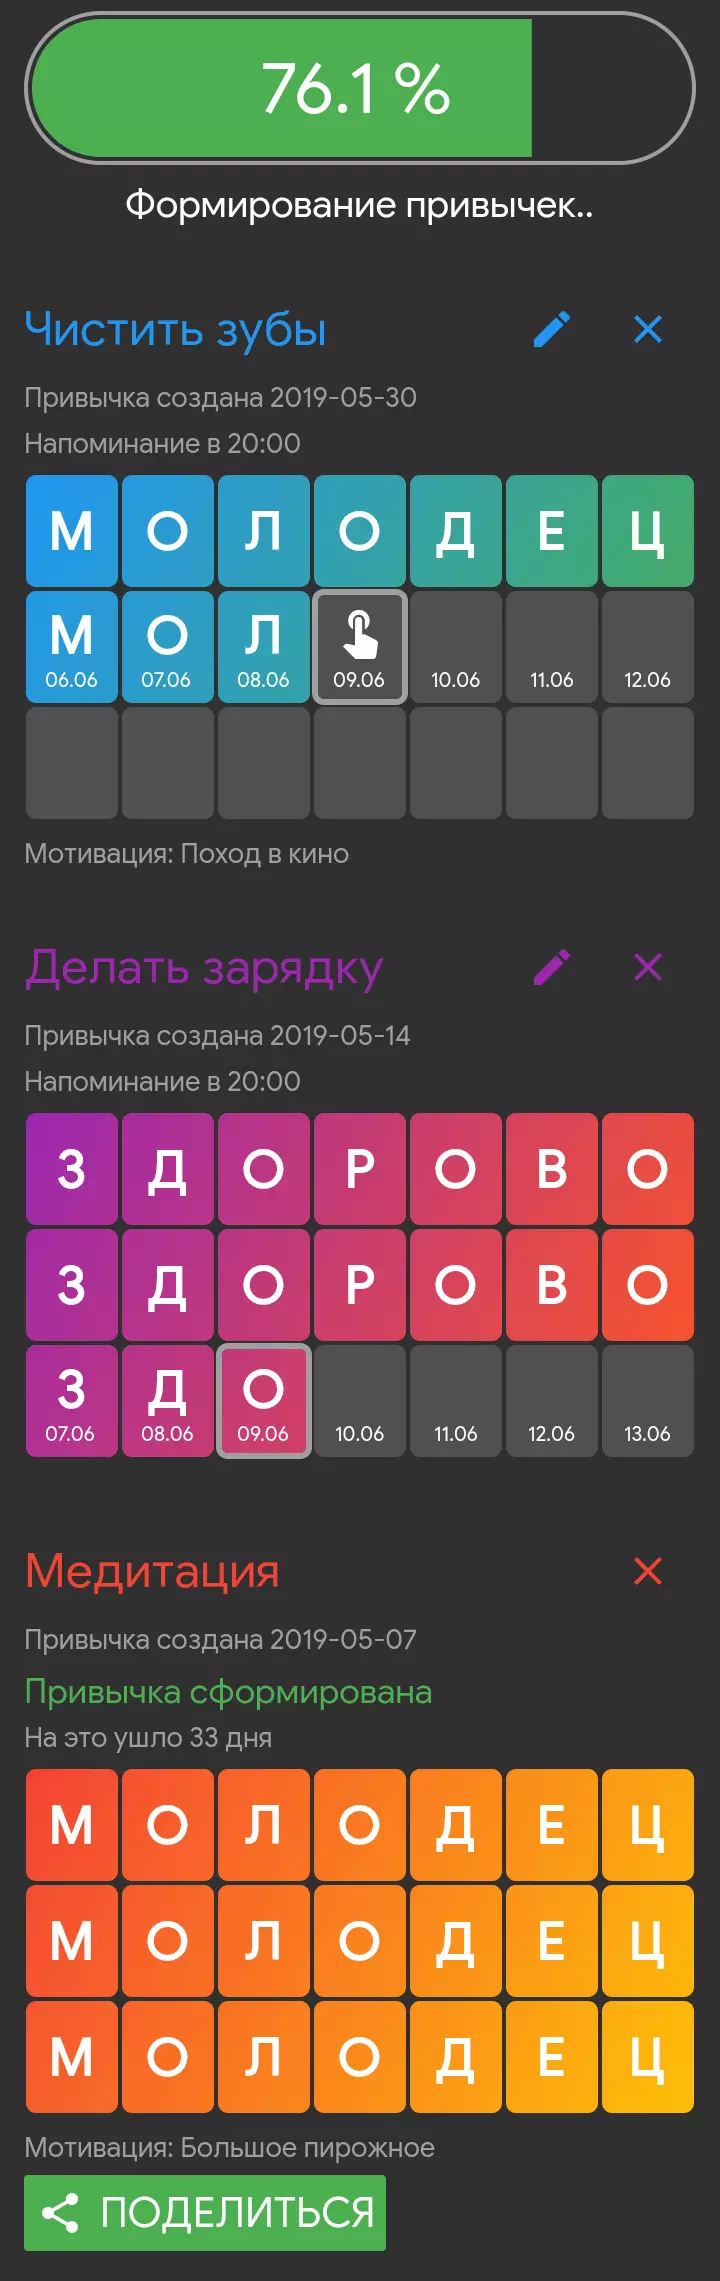 76.1 %
Формирование привычек..
Чистить зубы
Привычка создана 2019-05-30
Напоминание в 20:00
М О Л О Д Е Ц
М О Л
06.06 07.06 08.06 09.06 10.06 11.06 12.06
Мотивация: Поход в кино
Делать зарядку
Привычка создана 2019-05-14
Напоминание в 20:00
З Д О Р О В О
З Д О Р О В О
З Д О
07.06 08.06 09.06 10.06 11.06 12.06 13.06
Медитация
Привычка создана 2019-05-07
Привычка сформирована
На это ушло 33 дня
М О Л О Д Е Ц
М О Л О Д Е Ц
М О Л О Д Е Ц
Мотивация: Большое пирожное
ПОДЕЛИТЬСЯ